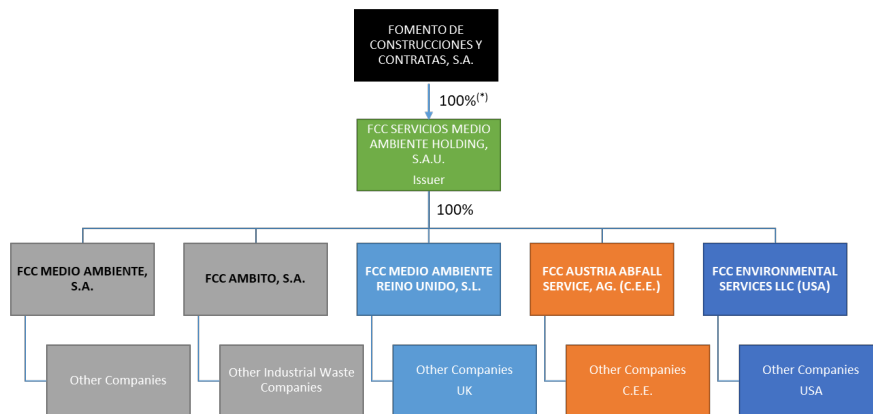 FOMENTO DE
CONSTRUCCIONES Y
CONTRATAS, S.A.
100%(*)
FCC SERVICIOS MEDIO
AMBIENTE HOLDING,
S.A.U.
Issuer
100%
FCC MEDIO AMBIENTE,
S.A.
FCC AMBITO, S.A.
FCC MEDIO AMBIENTE
REINO UNIDO, S.L.
FCC AUSTRIA ABFALL
SERVICE, AG. (C.E.E.)
FCC ENVIRONMENTAL
SERVICES LLC (USA)
Other Companies
Other Industrial Waste
Companies
Other Companies
UK
Other Companies
C.E.E.
Other Companies
USA